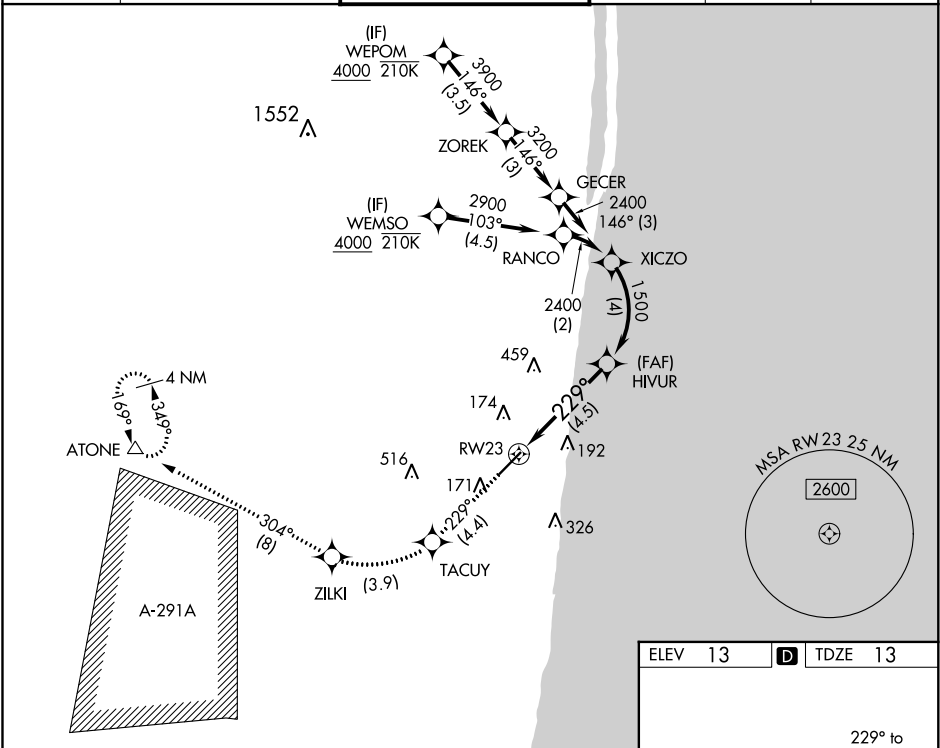 (IF)
WEPOM
4000 210K
3900
146°
(3.5)
1552
ZOREK
3200
146°
(3)
GECER
2400
146° (3)
(IF)
WEMSO
4000 210K
2900
103°
(4.5)
RANCO
XICZO
2400
(2)
1500
(4)
459
(FAF)
HIVUR
4 NM
169°
349°
174
229°
(4.5)
ATONE
RW23
192
MSA RW23 25 NM
2600
516
171
229°
(4.4)
326
304°
(8)
TACUY
ZILKI
(3.9)
A-291A
ELEV 13 D TDZE 13
229° to